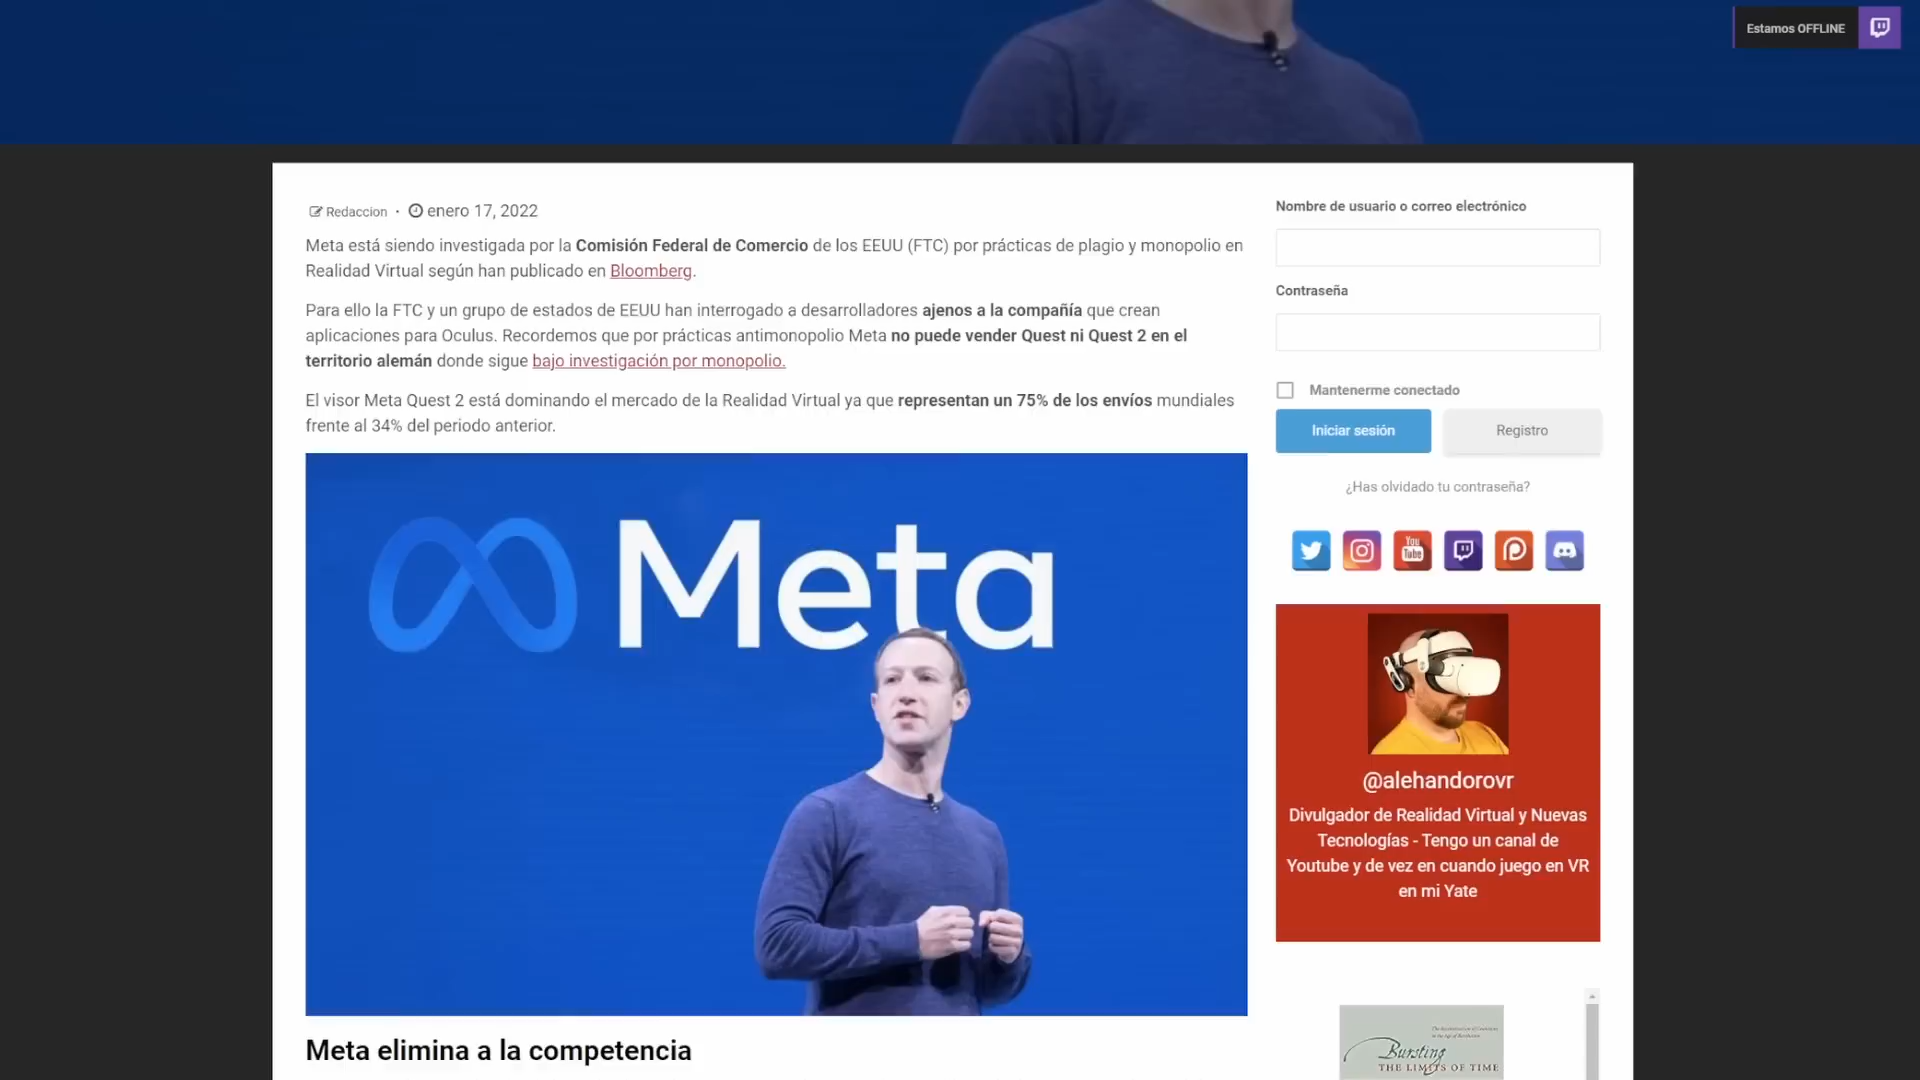 Estamos OFFLINE
Redaccion · enero 17, 2022
Meta está siendo investigada por la Comisión Federal de Comercio de los EEUU (FTC) por prácticas de plagio y monopolio en
Realidad Virtual según han publicado en Bloomberg.
Para ello la FTC y un grupo de estados de EEUU han interrogado a desarrolladores ajenos a la compañía que crean
aplicaciones para Oculus. Recordemos que por prácticas antimonopolio Meta no puede vender Quest ni Quest 2 en el
territorio alemán donde sigue bajo investigación por monopolio.
El visor Meta Quest 2 está dominando el mercado de la Realidad Virtual ya que representan un 75% de los envíos mundiales
frente al 34% del periodo anterior.
Meta
Meta elimina a la competencia
Nombre de usuario o correo electrónico
Contraseña
Mantenerme conectado
Iniciar sesión
Registro
¿Has olvidado tu contraseña?
You
Tube
@alehandorovr
Divulgador de Realidad Virtual y Nuevas
Tecnologías - Tengo un canal de
Youtube y de vez en cuando juego en VR
en mi Yate
Bursting
THE LIMITS OF TIME